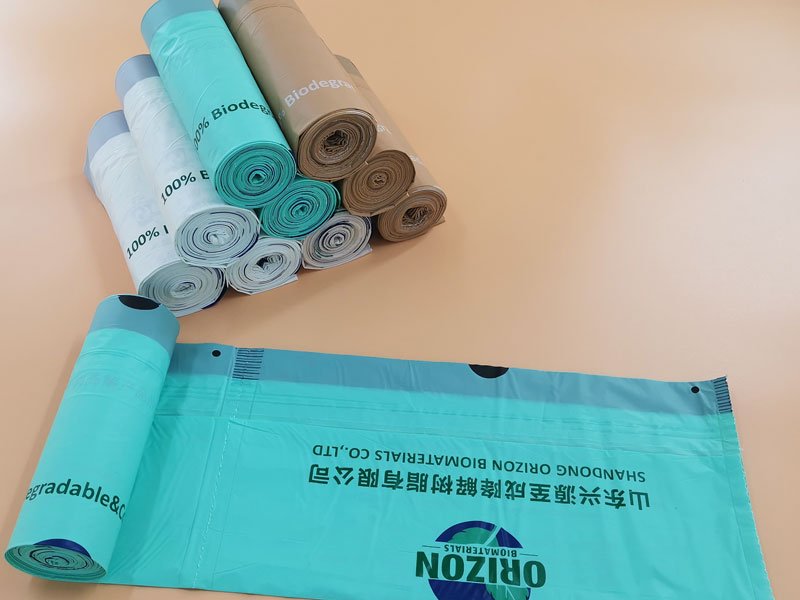 100% Biodegra
% Biodegra
100% B
100%
egradable&C
山东兴源至成降解树脂有限公司
SHANDONG ORIZON BIOMATERIALS CO.,LTD
ORIZON
BIOMATERIALS